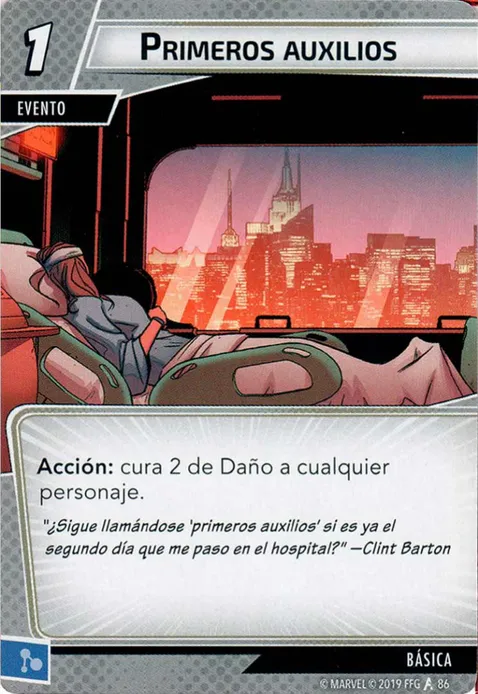 1
PRIMEROS AUXILIOS
EVENTO
Acción: cura 2 de Daño a cualquier
personaje.
"¿Sigue llamándose 'primeros auxilios' si es ya el
segundo día que me paso en el hospital?" —Clint Barton
BÁSICA
© MARVEL © 2019 FFG 86